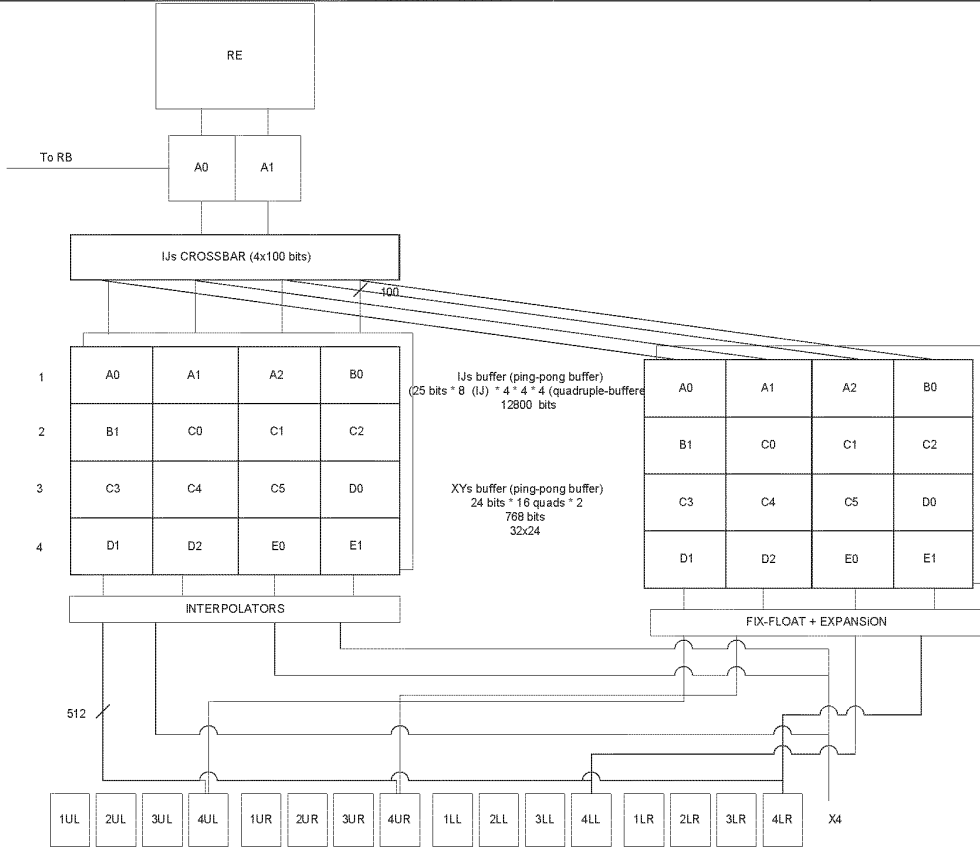 RE
To RB
A0 A1
IJs CROSSBAR (4x100 bits)
100
1 A0 A1 A2 B0
2 B1 C0 C1 C2
3 C3 C4 C5 D0
4 D1 D2 E0 E1
IJs buffer (ping-pong buffer)
(25 bits * 8 (IJ) * 4 * 4 * 4 (quadruple-buffere
12800 bits
XYs buffer (ping-pong buffer)
24 bits * 16 quads * 2
768 bits
32x24
A0 A1 A2 B0
B1 C0 C1 C2
C3 C4 C5 D0
D1 D2 E0 E1
INTERPOLATORS
FIX-FLOAT + EXPANSiON
512
1UL 2UL 3UL 4UL 1UR 2UR 3UR 4UR 1LL 2LL 3LL 4LL 1LR 2LR 3LR 4LR X4